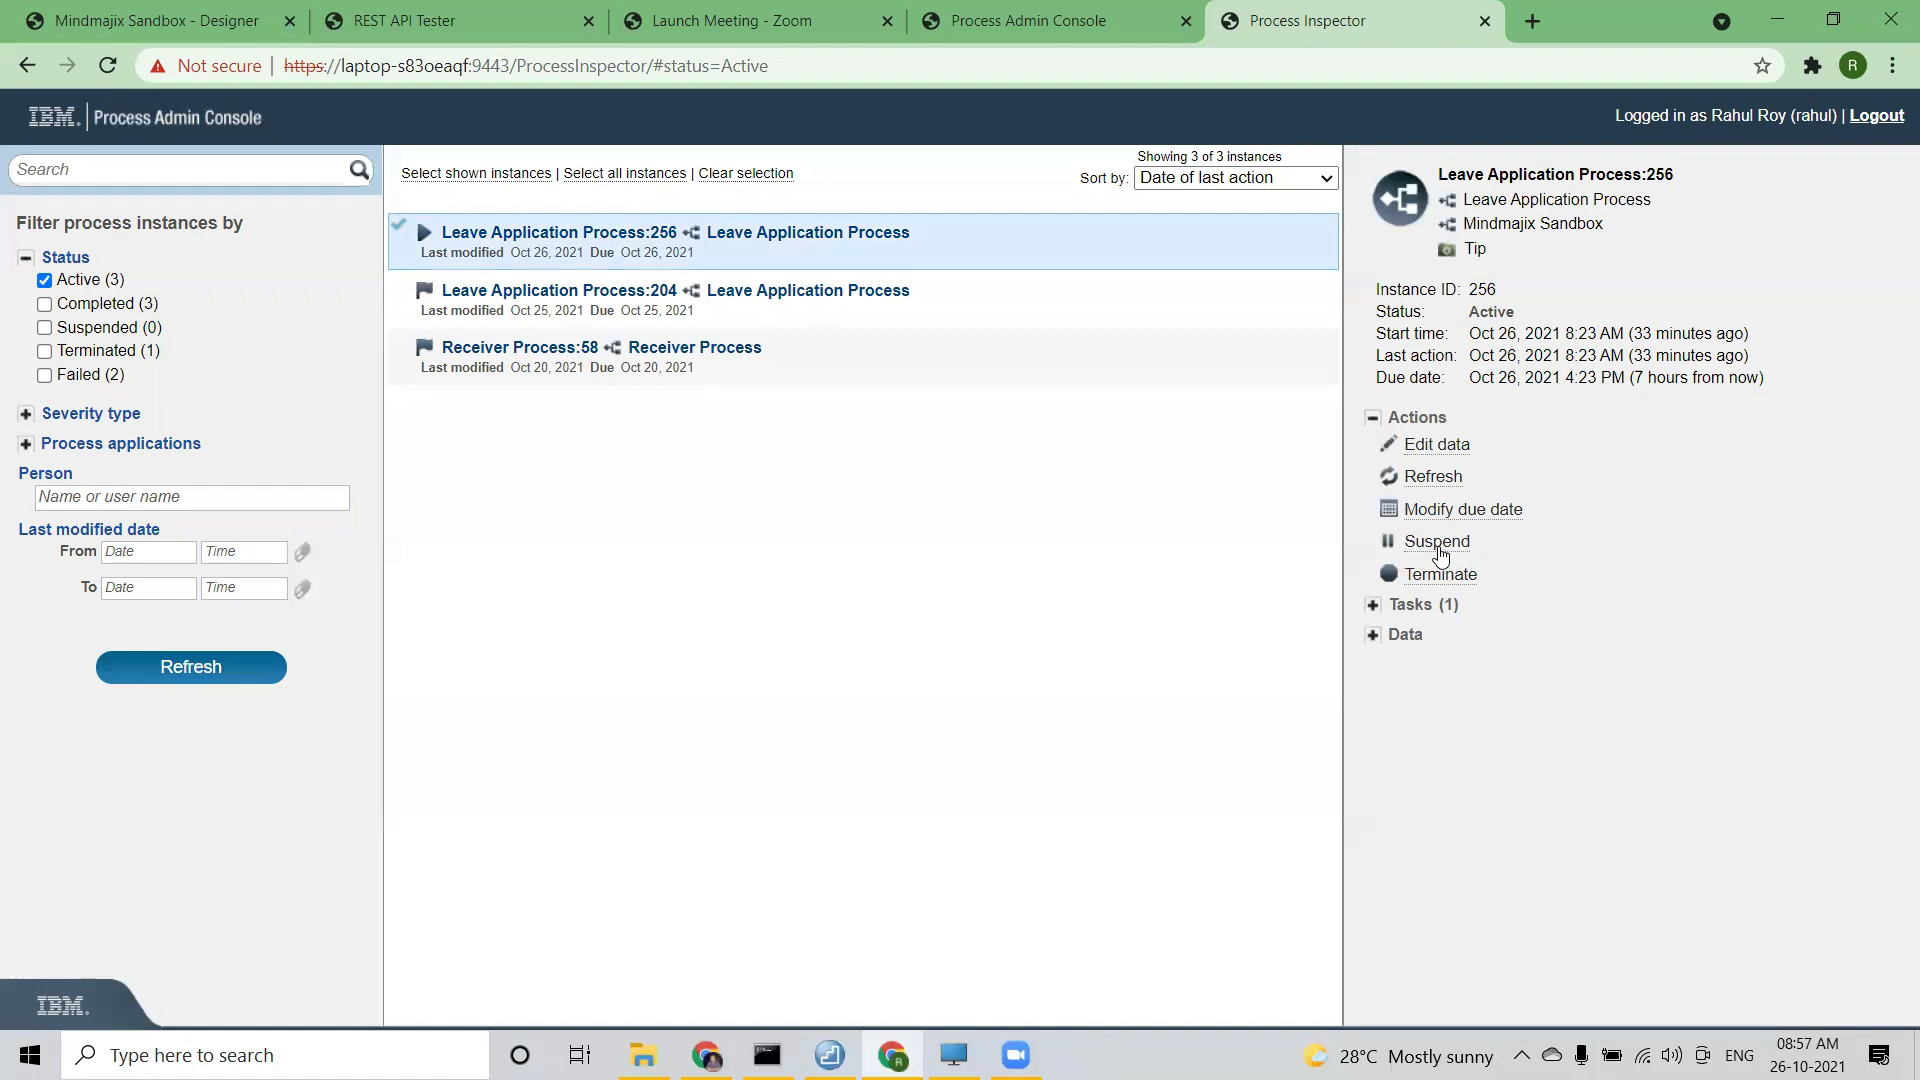 Mindmajix Sandbox - Designer
REST API Tester
Launch Meeting - Zoom
Process Admin Console
Process Inspector
Not secure | https://laptop-s83oeaqf:9443/ProcessInspector/#status=Active
R
IBM. Process Admin Console
Logged in as Rahul Roy (rahul) | Logout
Search
Filter process instances by
Status
Active (3)
Completed (3)
Suspended (0)
Terminated (1)
Failed (2)
Severity type
Process applications
Person
Name or user name
Last modified date
From Date Time
To Date Time
Refresh
IBM.
Select shown instances | Select all instances | Clear selection
Showing 3 of 3 instances
Sort by: Date of last action
Leave Application Process:256 Leave Application Process
Last modified Oct 26, 2021 Due Oct 26, 2021
Leave Application Process:204 Leave Application Process
Last modified Oct 25, 2021 Due Oct 25, 2021
Receiver Process:58 Receiver Process
Last modified Oct 20, 2021 Due Oct 20, 2021
Leave Application Process:256
Leave Application Process
Mindmajix Sandbox
Tip
Instance ID: 256
Status: Active
Start time: Oct 26, 2021 8:23 AM (33 minutes ago)
Last action: Oct 26, 2021 8:23 AM (33 minutes ago)
Due date: Oct 26, 2021 4:23 PM (7 hours from now)
Actions
Edit data
Refresh
Modify due date
Suspend
Terminate
Tasks (1)
Data
Type here to search
28°C Mostly sunny
ENG
08:57 AM
26-10-2021